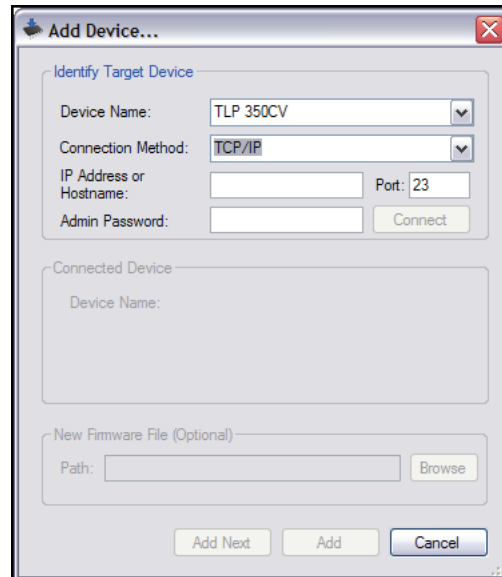 Add Device...
Identify Target Device
Device Name: TLP 350CV
Connection Method: TCP/IP
IP Address or
Hostname: Port: 23
Admin Password: Connect
Connected Device
Device Name:
New Firmware File (Optional)
Path: Browse
Add Next Add Cancel